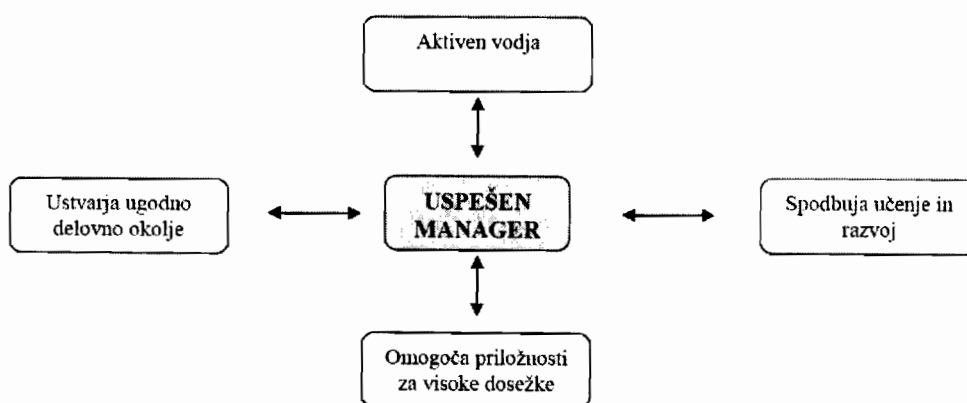 Aktiven vodja
Ustvarja ugodno
delovno okolje
USPEŠEN
MANAGER
Spodbuja učenje in
razvoj
Omogoča priložnosti
za visoke dosežke